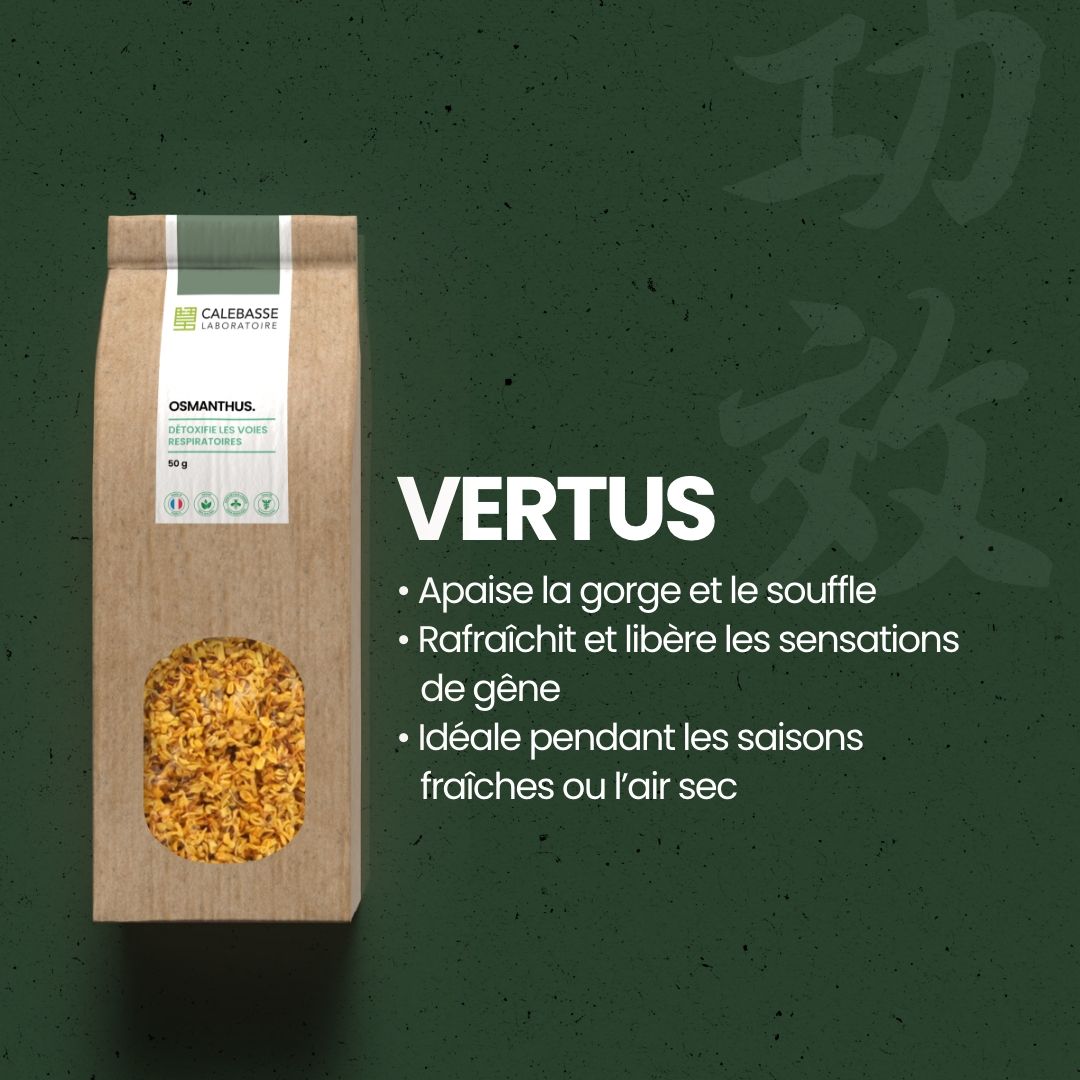 功
效
CALEBASSE
LABORATOIRE
OSMANTHUS.
DÉTOXIFIE LES VOIES
RESPIRATOIRES
50 g
VERTUS
• Apaise la gorge et le souffle
• Rafraîchit et libère les sensations
de gêne
• Idéale pendant les saisons
fraîches ou l’air sec